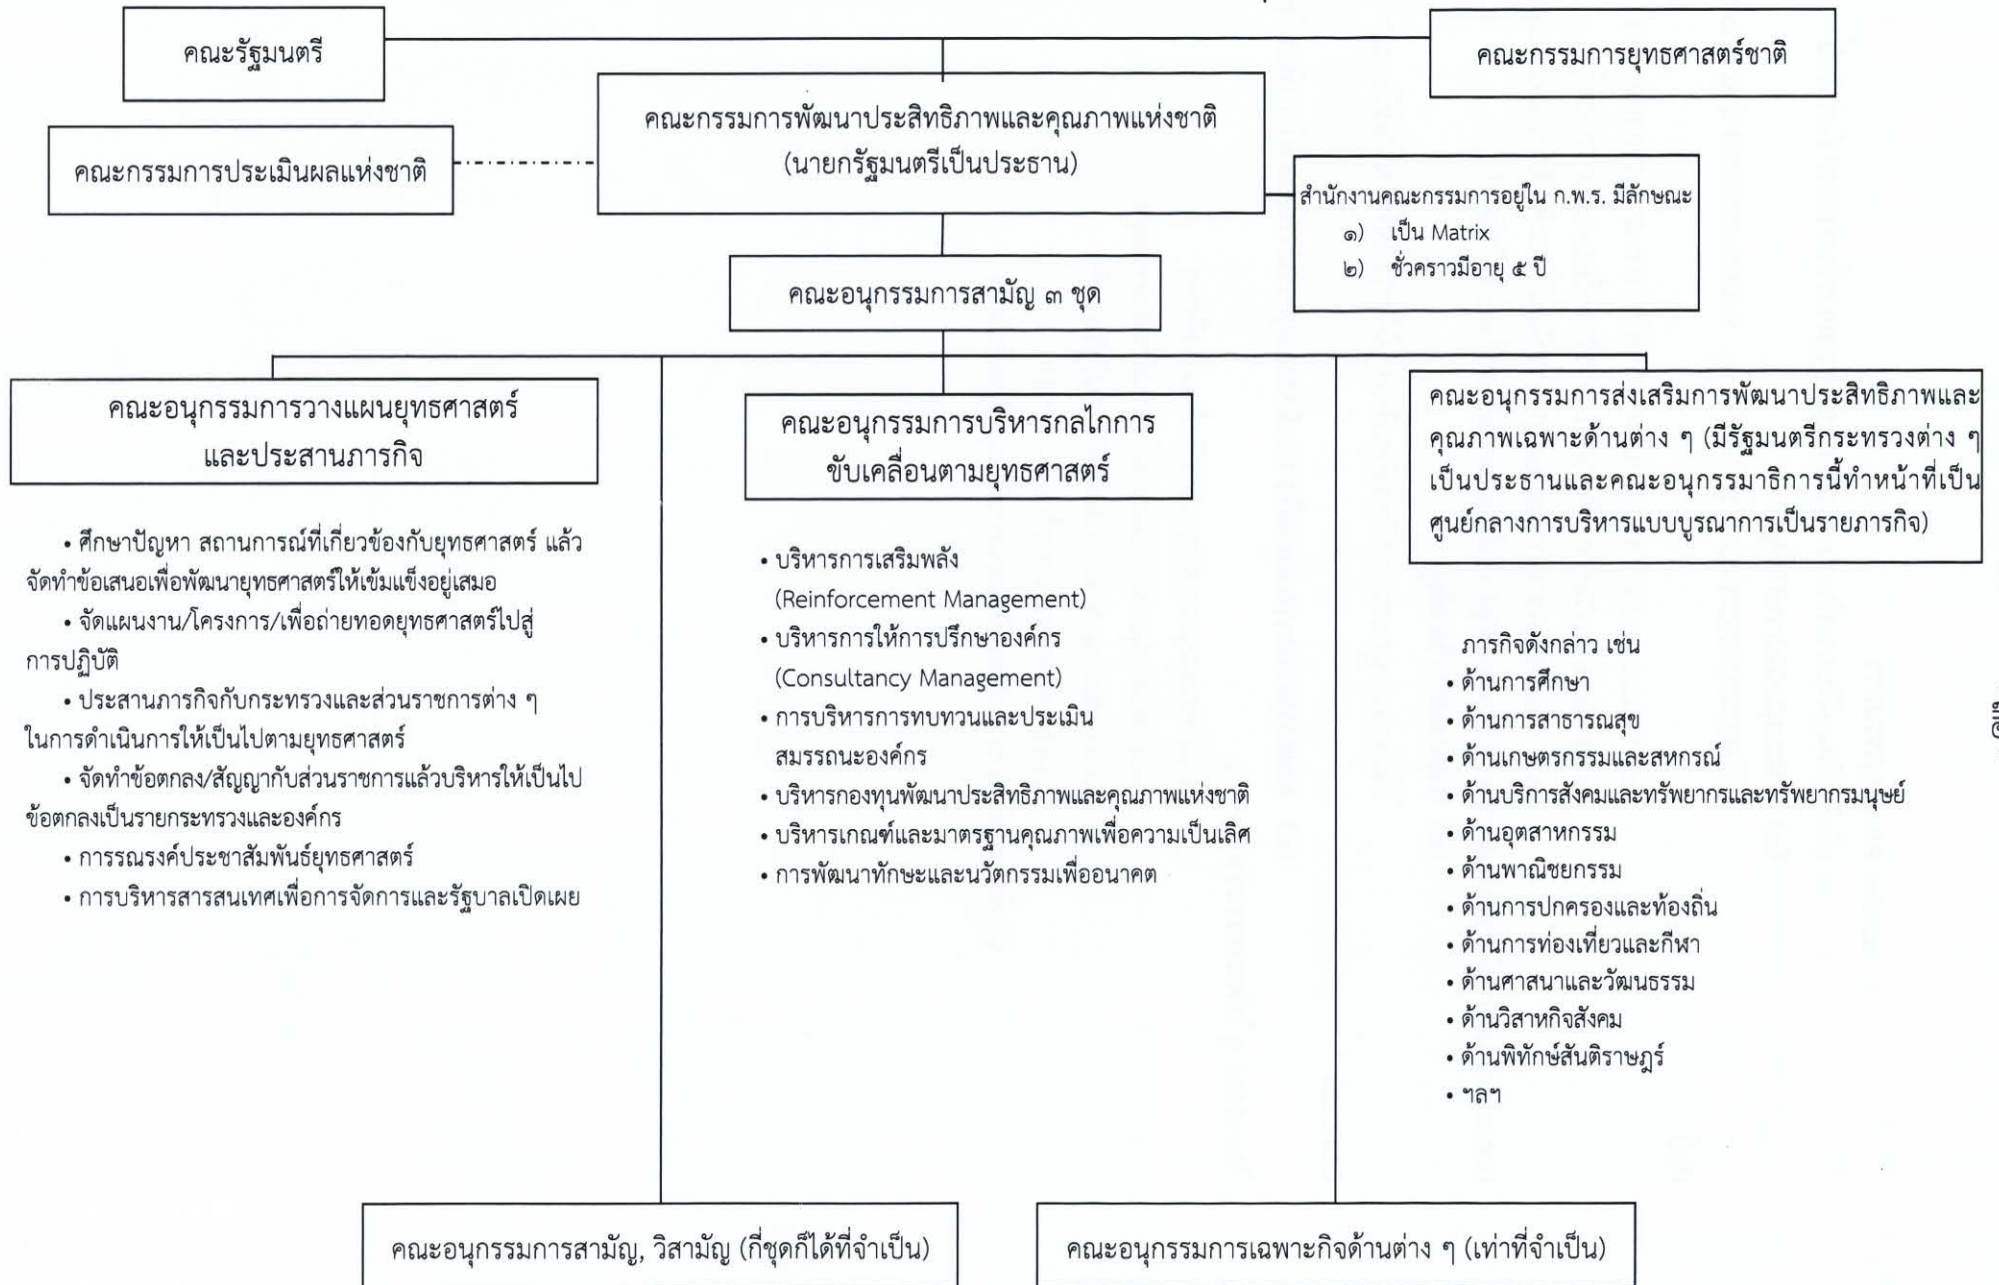 คณะรัฐมนตรี
คณะกรรมการยุทธศาสตร์ชาติ
คณะกรรมการพัฒนาประสิทธิภาพและคุณภาพแห่งชาติ
(นายกรัฐมนตรีเป็นประธาน)
คณะกรรมการประเมินผลแห่งชาติ
สำนักงานคณะกรรมการอยู่ใน ก.พ.ร. มีลักษณะ
๑) เป็น Matrix
๒) ชั่วคราวมีอายุ ๕ ปี
คณะอนุกรรมการสามัญ ๓ ชุด
คณะอนุกรรมการวางแผนยุทธศาสตร์
และประสานภารกิจ
• ศึกษาปัญหา สถานการณ์ที่เกี่ยวข้องกับยุทธศาสตร์ แล้ว
จัดทำข้อเสนอเพื่อพัฒนายุทธศาสตร์ให้เข้มแข็งอยู่เสมอ
• จัดแผนงาน/โครงการ/เพื่อถ่ายทอดยุทธศาสตร์ไปสู่
การปฏิบัติ
• ประสานภารกิจกับกระทรวงและส่วนราชการต่าง ๆ
ในการดำเนินการให้เป็นไปตามยุทธศาสตร์
• จัดทำข้อตกลง/สัญญากับส่วนราชการแล้วบริหารให้เป็นไป
ข้อตกลงเป็นรายกระทรวงและองค์กร
• การรณรงค์ประชาสัมพันธ์ยุทธศาสตร์
• การบริหารสารสนเทศเพื่อการจัดการและรัฐบาลเปิดเผย
คณะอนุกรรมการบริหารกลไกการ
ขับเคลื่อนตามยุทธศาสตร์
• บริหารการเสริมพลัง
(Reinforcement Management)
• บริหารการให้การปรึกษาองค์กร
(Consultancy Management)
• การบริหารการทบทวนและประเมิน
สมรรถนะองค์กร
• บริหารกองทุนพัฒนาประสิทธิภาพและคุณภาพแห่งชาติ
• บริหารเกณฑ์และมาตรฐานคุณภาพเพื่อความเป็นเลิศ
• การพัฒนาทักษะและนวัตกรรมเพื่ออนาคต
คณะอนุกรรมการส่งเสริมการพัฒนาประสิทธิภาพและ
คุณภาพเฉพาะด้านต่าง ๆ (มีรัฐมนตรีกระทรวงต่าง ๆ
เป็นประธานและคณะอนุกรรมาธิการนี้ทำหน้าที่เป็น
ศูนย์กลางการบริหารแบบบูรณาการเป็นรายภารกิจ)
ภารกิจดังกล่าว เช่น
• ด้านการศึกษา
• ด้านการสาธารณสุข
• ด้านเกษตรกรรมและสหกรณ์
• ด้านบริการสังคมและทรัพยากรและทรัพยากรมนุษย์
• ด้านอุตสาหกรรม
• ด้านพาณิชยกรรม
• ด้านการปกครองและท้องถิ่น
• ด้านการท่องเที่ยวและกีฬา
• ด้านศาสนาและวัฒนธรรม
• ด้านวิสาหกิจสังคม
• ด้านพิทักษ์สันติราษฎร์
• ฯลฯ
คณะอนุกรรมการสามัญ, วิสามัญ (กี่ชุดก็ได้ที่จำเป็น)
คณะอนุกรรมการเฉพาะกิจด้านต่าง ๆ (เท่าที่จำเป็น)